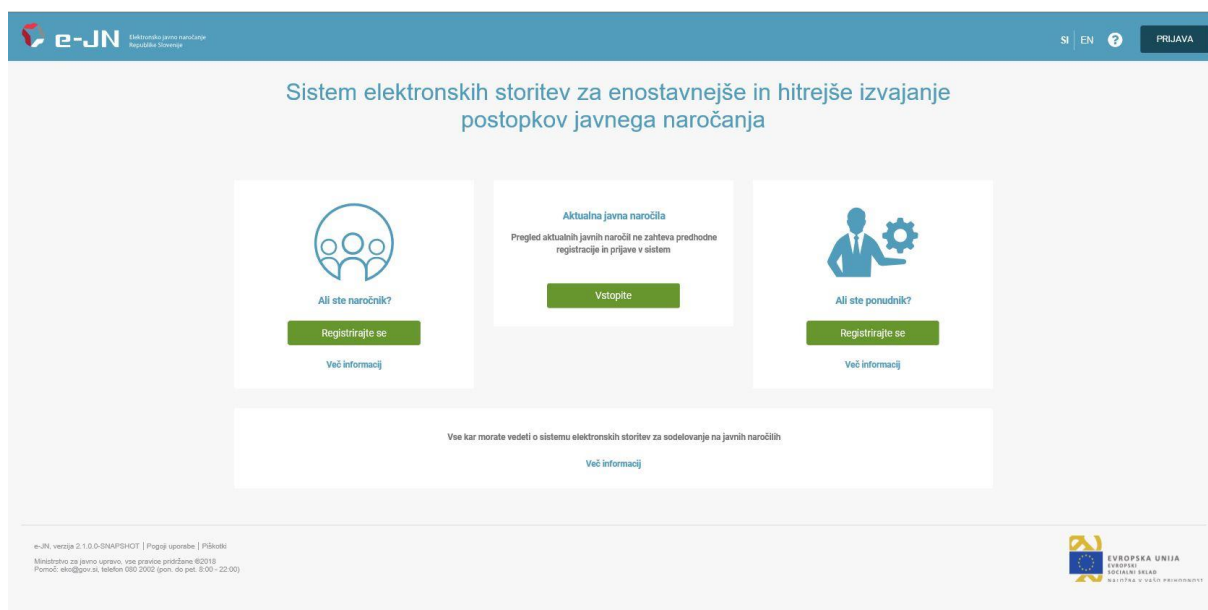 e-JN
Elektronsko javno naročanje
Republike Slovenije
SI | EN
?
PRIJAVA
Sistem elektronskih storitev za enostavnejše in hitrejše izvajanje
postopkov javnega naročanja
Ali ste naročnik?
Registrirajte se
Več informacij
Aktualna javna naročila
Pregled aktualnih javnih naročil ne zahteva predhodne
registracije in prijave v sistem
Vstopite
Ali ste ponudnik?
Registrirajte se
Več informacij
Vse kar morate vedeti o sistemu elektronskih storitev za sodelovanje na javnih naročilih
Več informacij
e-JN, verzija 2.1.0.0-SNAPSHOT | Pogoji uporabe | Piškotki
Ministrstvo za javno upravo, vse pravice pridržane ©2018
Pomoč: eko@gov.si, telefon 080 2002 (pon. do pet. 8:00 - 22:00)
EVROPSKA UNIJA
EVROPSKI
SOCIALNI SKLAD
NALOŽBA V VAŠO PRIHODNOST